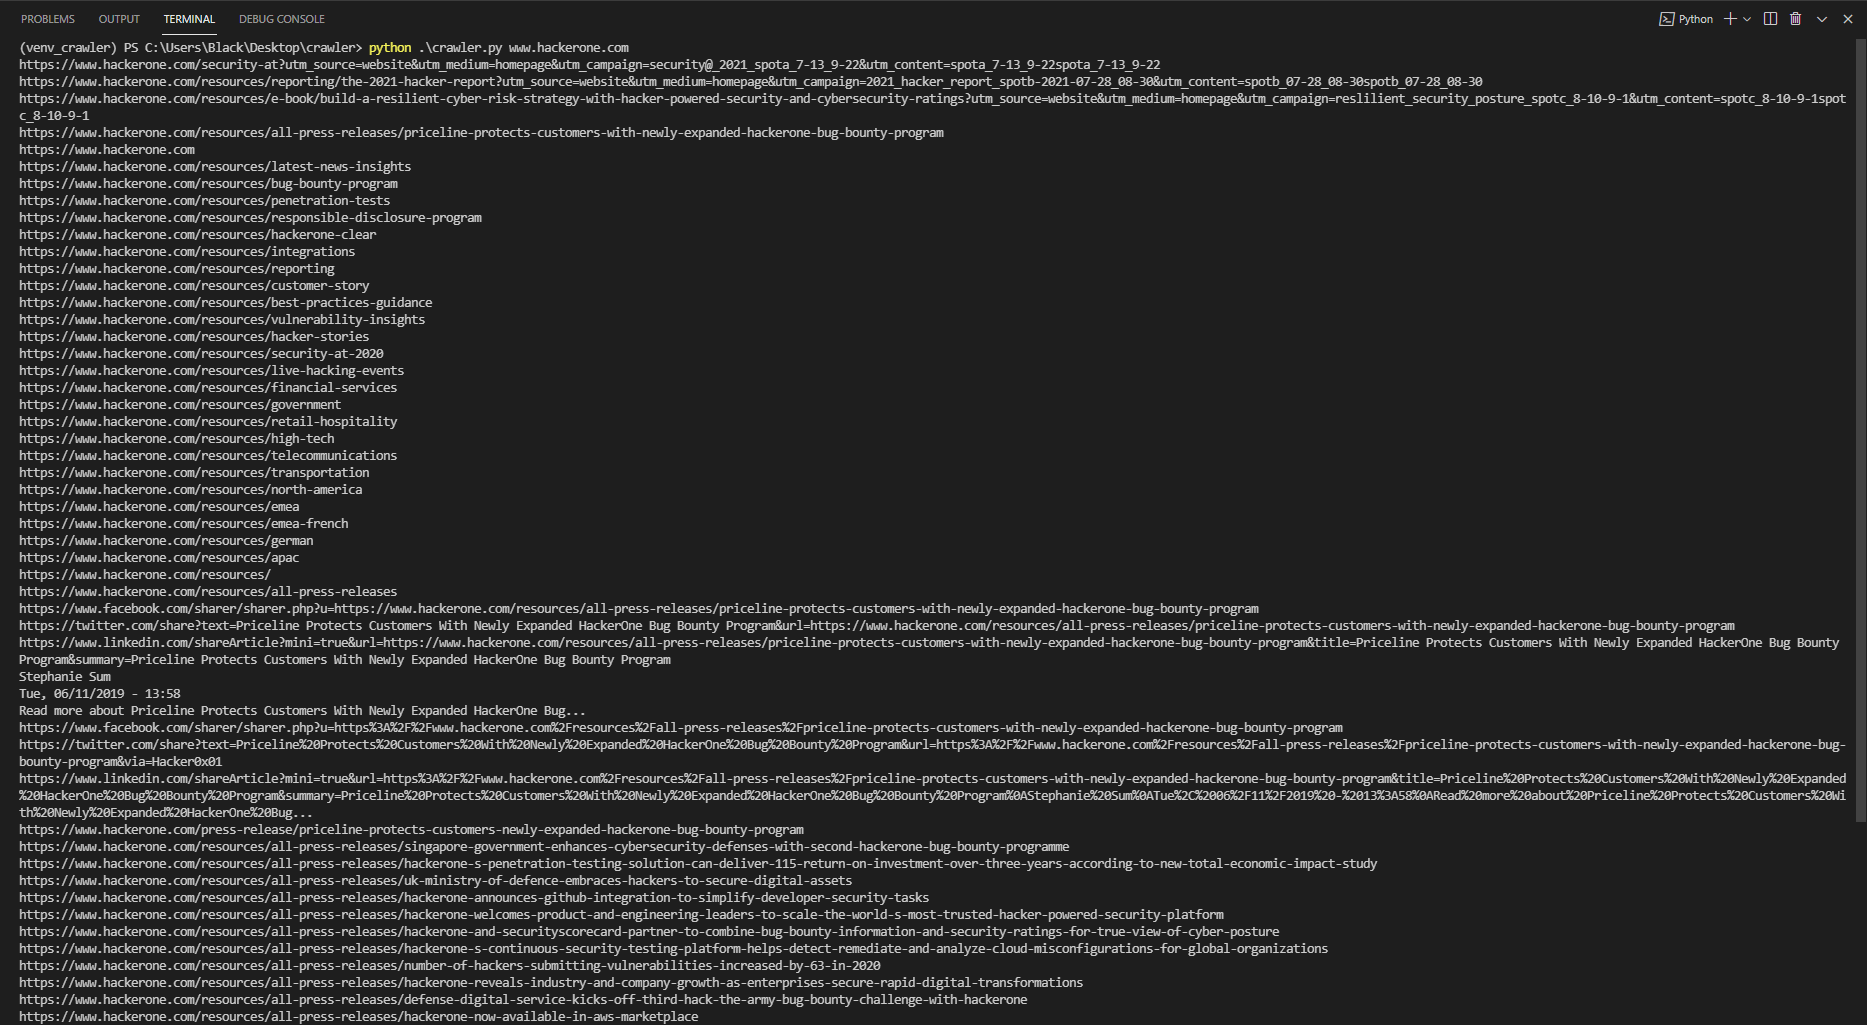 PROBLEMS OUTPUT TERMINAL DEBUG CONSOLE Python
(venv_crawler) PS C:\Users\Black\Desktop\crawler> python .\crawler.py www.hackerone.com
https://www.hackerone.com/security-at?utm_source=website&utm_medium=homepage&utm_campaign=security@_2021_spota_7-13_9-22&utm_content=spota_7-13_9-22spota_7-13_9-22
https://www.hackerone.com/resources/reporting/the-2021-hacker-report?utm_source=website&utm_medium=homepage&utm_campaign=2021_hacker_report_spotb-2021-07-28_08-30&utm_content=spotb_07-28_08-30spotb_07-28_08-30
https://www.hackerone.com/resources/e-book/build-a-resilient-cyber-risk-strategy-with-hacker-powered-security-and-cybersecurity-ratings?utm_source=website&utm_medium=homepage&utm_campaign=reslilient_security_posture_spotc_8-10-9-1&utm_content=spotc_8-10-9-1spot
c_8-10-9-1
https://www.hackerone.com/resources/all-press-releases/priceline-protects-customers-with-newly-expanded-hackerone-bug-bounty-program
https://www.hackerone.com
https://www.hackerone.com/resources/latest-news-insights
https://www.hackerone.com/resources/bug-bounty-program
https://www.hackerone.com/resources/penetration-tests
https://www.hackerone.com/resources/responsible-disclosure-program
https://www.hackerone.com/resources/hackerone-clear
https://www.hackerone.com/resources/integrations
https://www.hackerone.com/resources/reporting
https://www.hackerone.com/resources/customer-story
https://www.hackerone.com/resources/best-practices-guidance
https://www.hackerone.com/resources/vulnerability-insights
https://www.hackerone.com/resources/hacker-stories
https://www.hackerone.com/resources/security-at-2020
https://www.hackerone.com/resources/live-hacking-events
https://www.hackerone.com/resources/financial-services
https://www.hackerone.com/resources/government
https://www.hackerone.com/resources/retail-hospitality
https://www.hackerone.com/resources/high-tech
https://www.hackerone.com/resources/telecommunications
https://www.hackerone.com/resources/transportation
https://www.hackerone.com/resources/north-america
https://www.hackerone.com/resources/emea
https://www.hackerone.com/resources/emea-french
https://www.hackerone.com/resources/german
https://www.hackerone.com/resources/apac
https://www.hackerone.com/resources/
https://www.hackerone.com/resources/all-press-releases
https://www.facebook.com/sharer/sharer.php?u=https://www.hackerone.com/resources/all-press-releases/priceline-protects-customers-with-newly-expanded-hackerone-bug-bounty-program
https://twitter.com/share?text=Priceline Protects Customers With Newly Expanded HackerOne Bug Bounty Program&url=https://www.hackerone.com/resources/all-press-releases/priceline-protects-customers-with-newly-expanded-hackerone-bug-bounty-program
https://www.linkedin.com/shareArticle?mini=true&url=https://www.hackerone.com/resources/all-press-releases/priceline-protects-customers-with-newly-expanded-hackerone-bug-bounty-program&title=Priceline Protects Customers With Newly Expanded HackerOne Bug Bounty
Program&summary=Priceline Protects Customers With Newly Expanded HackerOne Bug Bounty Program
Stephanie Sum
Tue, 06/11/2019 - 13:58
Read more about Priceline Protects Customers With Newly Expanded HackerOne Bug...
https://www.facebook.com/sharer/sharer.php?u=https%3A%2F%2Fwww.hackerone.com%2Fresources%2Fall-press-releases%2Fpriceline-protects-customers-with-newly-expanded-hackerone-bug-bounty-program
https://twitter.com/share?text=Priceline%20Protects%20Customers%20With%20Newly%20Expanded%20HackerOne%20Bug%20Bounty%20Program&url=https%3A%2F%2Fwww.hackerone.com%2Fresources%2Fall-press-releases%2Fpriceline-protects-customers-with-newly-expanded-hackerone-bug-
bounty-program&via=Hacker0x01
https://www.linkedin.com/shareArticle?mini=true&url=https%3A%2F%2Fwww.hackerone.com%2Fresources%2Fall-press-releases%2Fpriceline-protects-customers-with-newly-expanded-hackerone-bug-bounty-program&title=Priceline%20Protects%20Customers%20With%20Newly%20Expanded
%20HackerOne%20Bug%20Bounty%20Program&summary=Priceline%20Protects%20Customers%20With%20Newly%20Expanded%20HackerOne%20Bug%20Bounty%20Program%0AStephanie%20Sum%0ATue%2C%2006%2F11%2F2019%20-%2013%3A58%0ARead%20more%20about%20Priceline%20Protects%20Customers%20Wi
th%20Newly%20Expanded%20HackerOne%20Bug...
https://www.hackerone.com/press-release/priceline-protects-customers-newly-expanded-hackerone-bug-bounty-program
https://www.hackerone.com/resources/all-press-releases/singapore-government-enhances-cybersecurity-defenses-with-second-hackerone-bug-bounty-programme
https://www.hackerone.com/resources/all-press-releases/hackerone-s-penetration-testing-solution-can-deliver-115-return-on-investment-over-three-years-according-to-new-total-economic-impact-study
https://www.hackerone.com/resources/all-press-releases/uk-ministry-of-defence-embraces-hackers-to-secure-digital-assets
https://www.hackerone.com/resources/all-press-releases/hackerone-announces-github-integration-to-simplify-developer-security-tasks
https://www.hackerone.com/resources/all-press-releases/hackerone-welcomes-product-and-engineering-leaders-to-scale-the-world-s-most-trusted-hacker-powered-security-platform
https://www.hackerone.com/resources/all-press-releases/hackerone-and-securityscorecard-partner-to-combine-bug-bounty-information-and-security-ratings-for-true-view-of-cyber-posture
https://www.hackerone.com/resources/all-press-releases/hackerone-s-continuous-security-testing-platform-helps-detect-remediate-and-analyze-cloud-misconfigurations-for-global-organizations
https://www.hackerone.com/resources/all-press-releases/number-of-hackers-submitting-vulnerabilities-increased-by-63-in-2020
https://www.hackerone.com/resources/all-press-releases/hackerone-reveals-industry-and-company-growth-as-enterprises-secure-rapid-digital-transformations
https://www.hackerone.com/resources/all-press-releases/defense-digital-service-kicks-off-third-hack-the-army-bug-bounty-challenge-with-hackerone
https://www.hackerone.com/resources/all-press-releases/hackerone-now-available-in-aws-marketplace